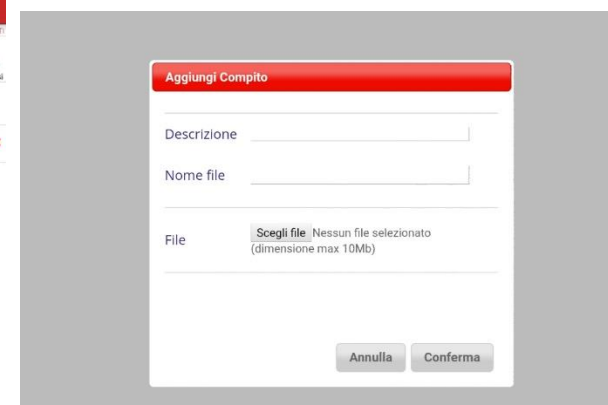 Aggiungi Compito
Descrizione
Nome file
File
Scegli file Nessun file selezionato
(dimensione max 10Mb)
Annulla Conferma